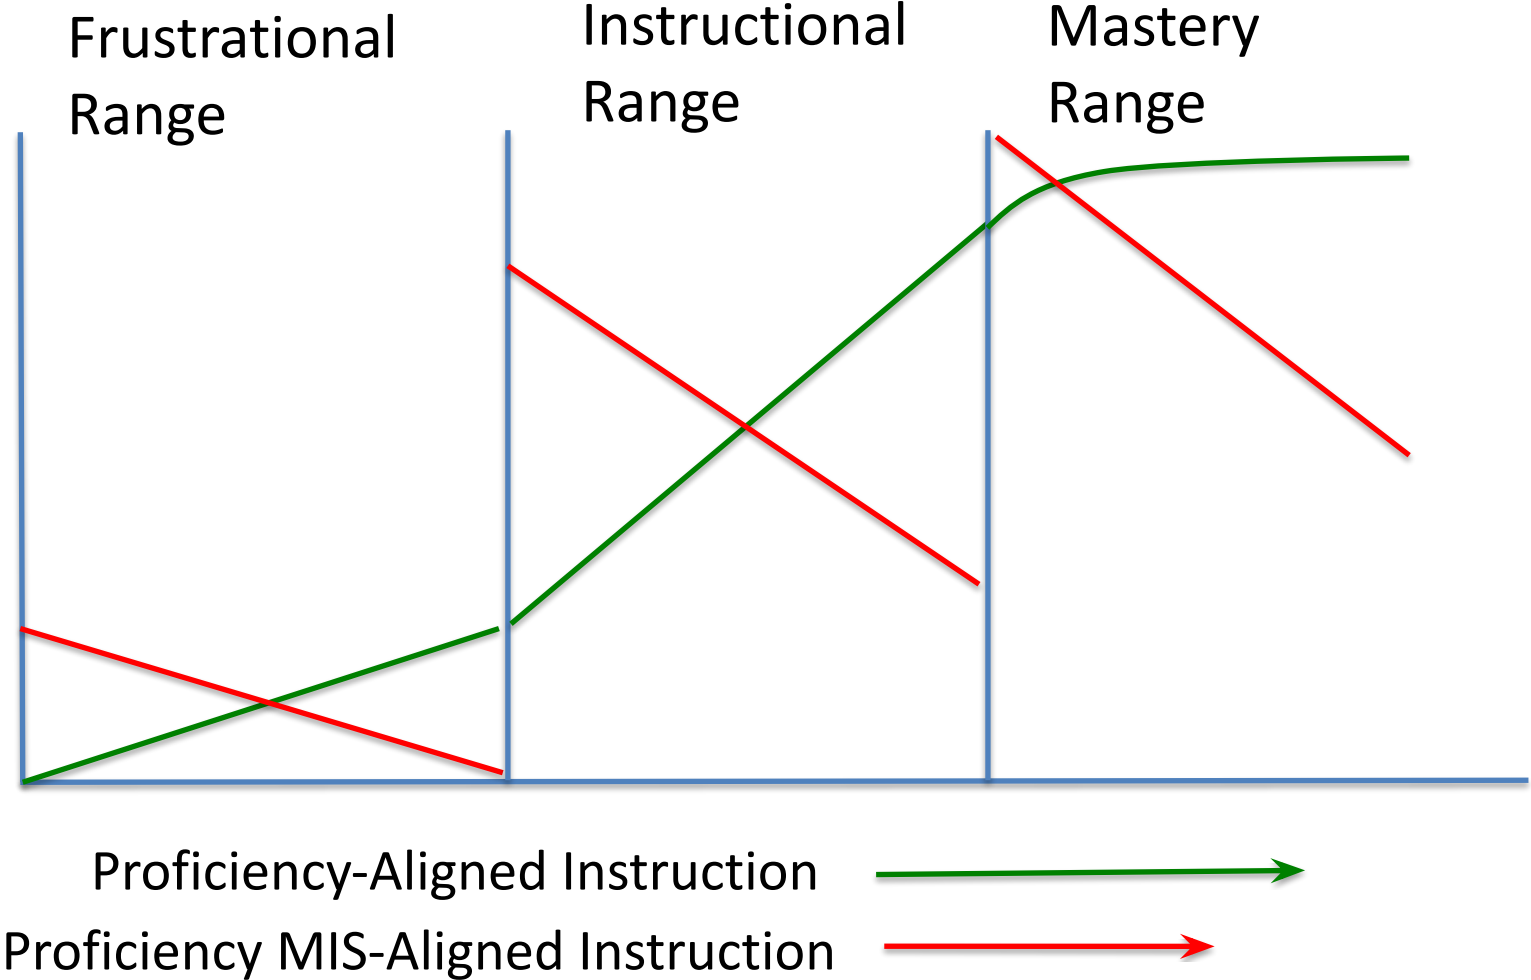 Frustrational
Range
Instructional
Range
Mastery
Range
Proficiency-Aligned Instruction
Proficiency MIS-Aligned Instruction